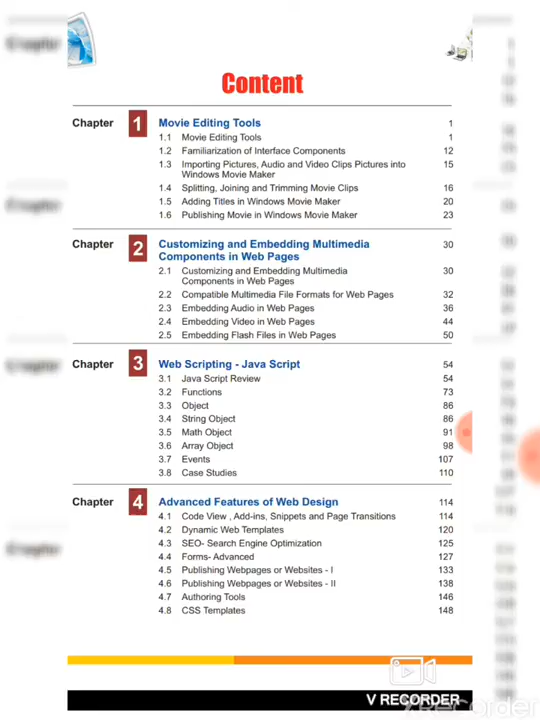 Content
Chapter 1 Movie Editing Tools 1
1.1 Movie Editing Tools 1
1.2 Familiarization of Interface Components 12
1.3 Importing Pictures, Audio and Video Clips Pictures into 15
Windows Movie Maker
1.4 Splitting, Joining and Trimming Movie Clips 16
1.5 Adding Titles in Windows Movie Maker 20
1.6 Publishing Movie in Windows Movie Maker 23
Chapter 2 Customizing and Embedding Multimedia 30
Components in Web Pages
2.1 Customizing and Embedding Multimedia 30
Components in Web Pages
2.2 Compatible Multimedia File Formats for Web Pages 32
2.3 Embedding Audio in Web Pages 36
2.4 Embedding Video in Web Pages 44
2.5 Embedding Flash Files in Web Pages 50
Chapter 3 Web Scripting - Java Script 54
3.1 Java Script Review 54
3.2 Functions 73
3.3 Object 86
3.4 String Object 86
3.5 Math Object 91
3.6 Array Object 98
3.7 Events 107
3.8 Case Studies 110
Chapter 4 Advanced Features of Web Design 114
4.1 Code View , Add-ins, Snippets and Page Transitions 114
4.2 Dynamic Web Templates 120
4.3 SEO- Search Engine Optimization 125
4.4 Forms- Advanced 127
4.5 Publishing Webpages or Websites - I 133
4.6 Publishing Webpages or Websites - II 138
4.7 Authoring Tools 146
4.8 CSS Templates 148
V RECORDER